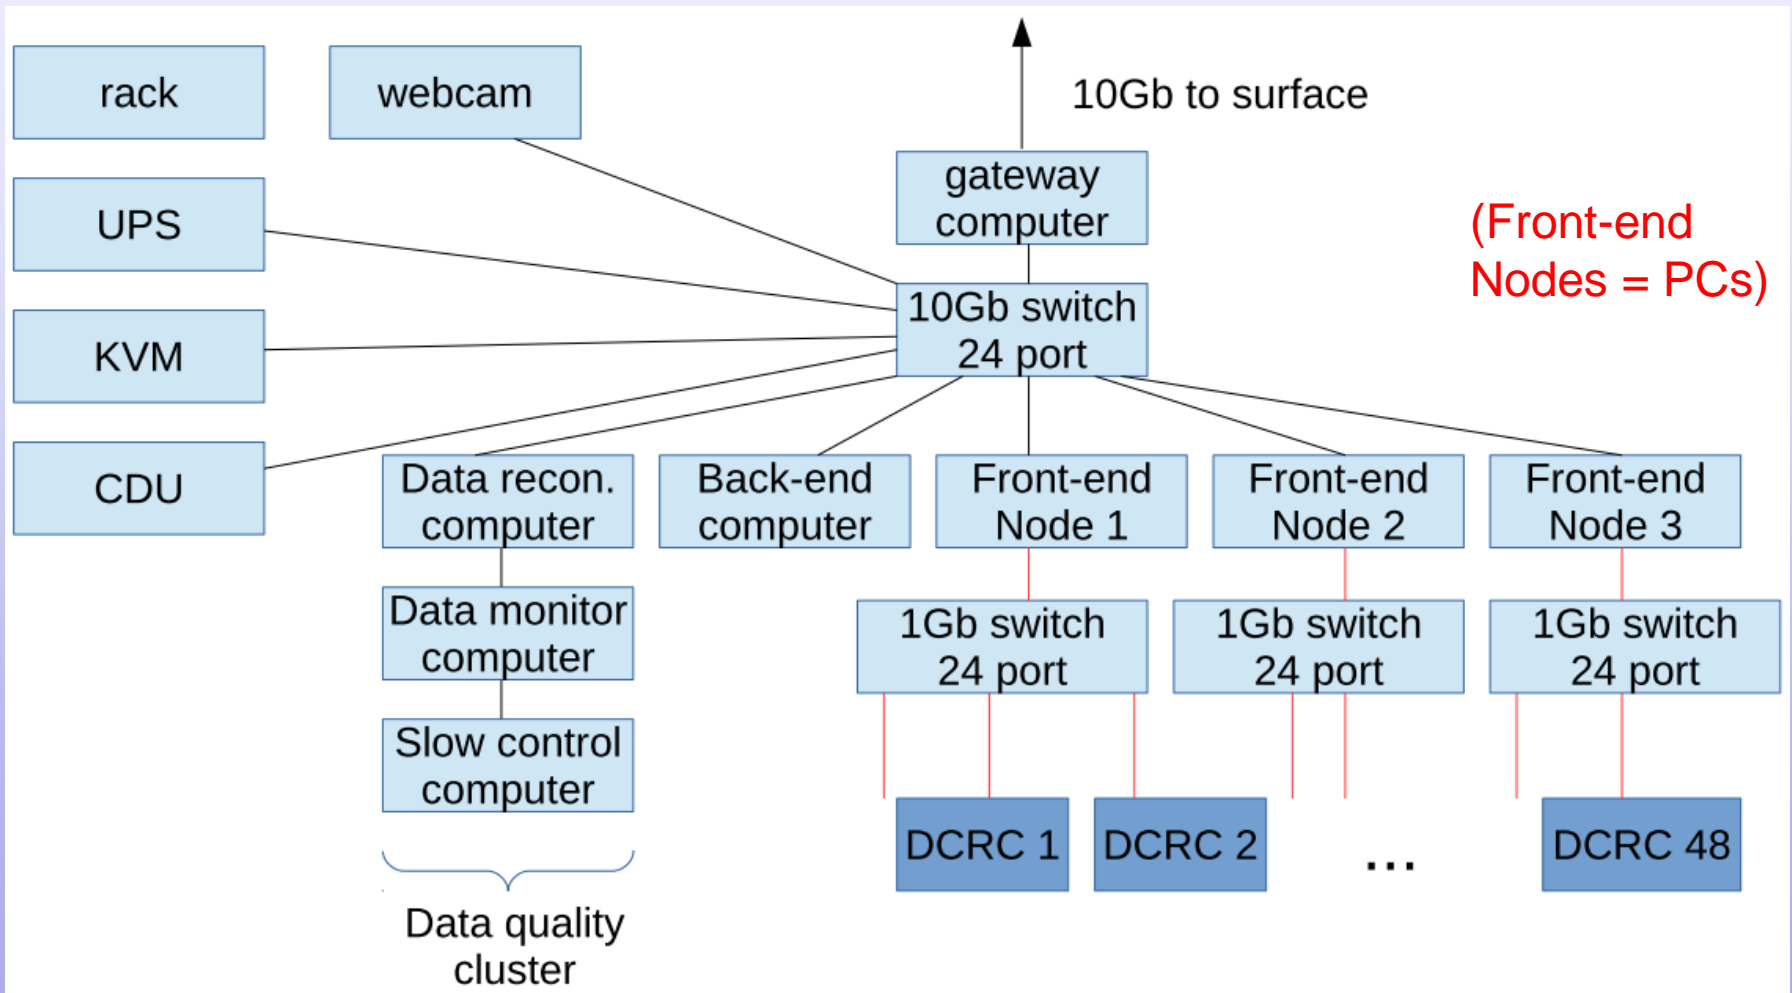 rack
webcam
10Gb to surface
gateway
computer
UPS
(Front-end
Nodes = PCs)
10Gb switch
24 port
KVM
CDU
Data recon.
computer
Back-end
computer
Front-end
Node 1
Front-end
Node 2
Front-end
Node 3
Data monitor
computer
1Gb switch
24 port
1Gb switch
24 port
1Gb switch
24 port
Slow control
computer
DCRC 1
DCRC 2
...
DCRC 48
Data quality
cluster